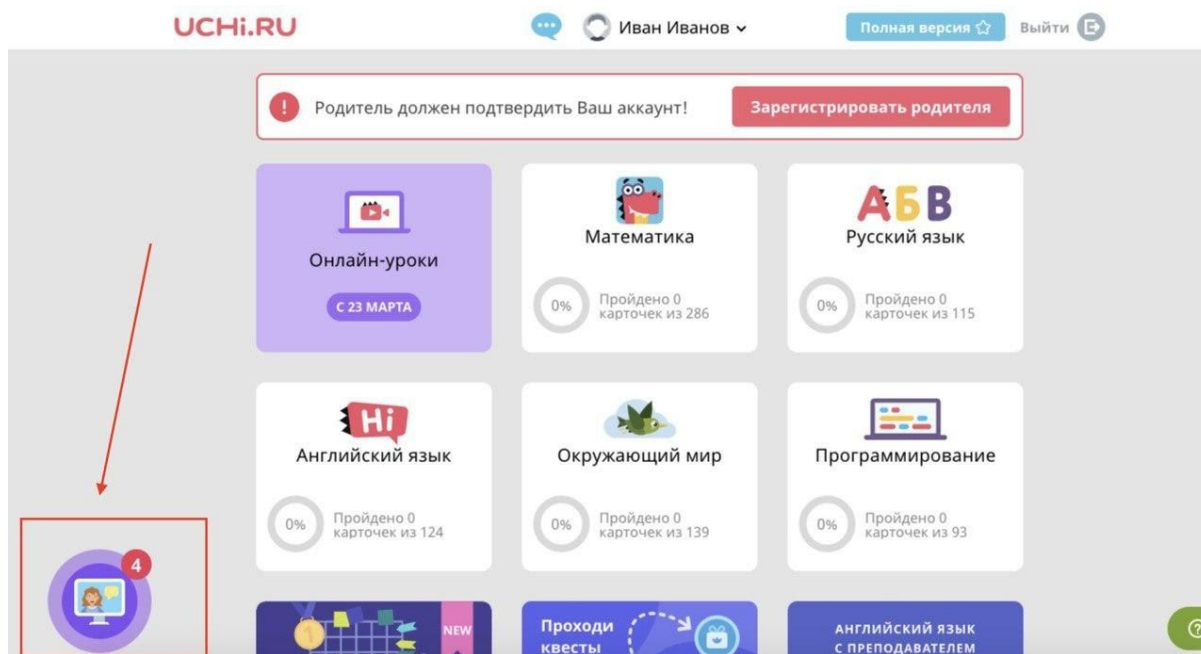 UCHi.RU
Иван Иванов
Полная версия
Выйти
! Родитель должен подтвердить Ваш аккаунт!
Зарегистрировать родителя
Онлайн-уроки
С 23 МАРТА
Математика
0%
Пройдено 0
карточек из 286
АБВ
Русский язык
0%
Пройдено 0
карточек из 115
Hi
Английский язык
0%
Пройдено 0
карточек из 124
Окружающий мир
0%
Пройдено 0
карточек из 139
Программирование
0%
Пройдено 0
карточек из 93
4
1
NEW
Проходи
квесты
АНГЛИЙСКИЙ ЯЗЫК
С ПРЕПОДАВАТЕЛЕМ
?